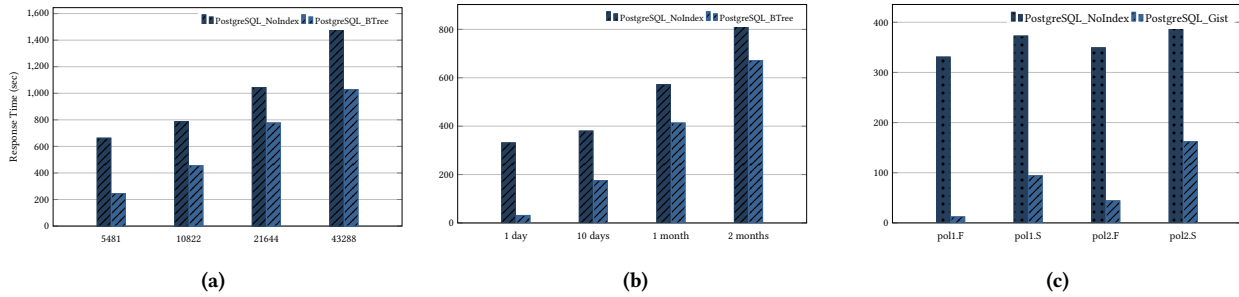 1,600
PostgreSQL_NoIndex PostgreSQL_BTree
1,400
1,200
1,000
800
600
400
200
0
Response Time (sec)
5481 10822 21644 43288
(a)
PostgreSQL_NoIndex PostgreSQL_BTree
800
600
400
200
0
1 day 10 days 1 month 2 months
(b)
400
PostgreSQL_NoIndex PostgreSQL_Gist
300
200
100
0
pol1.F pol1.S pol2.F pol2.S
(c)